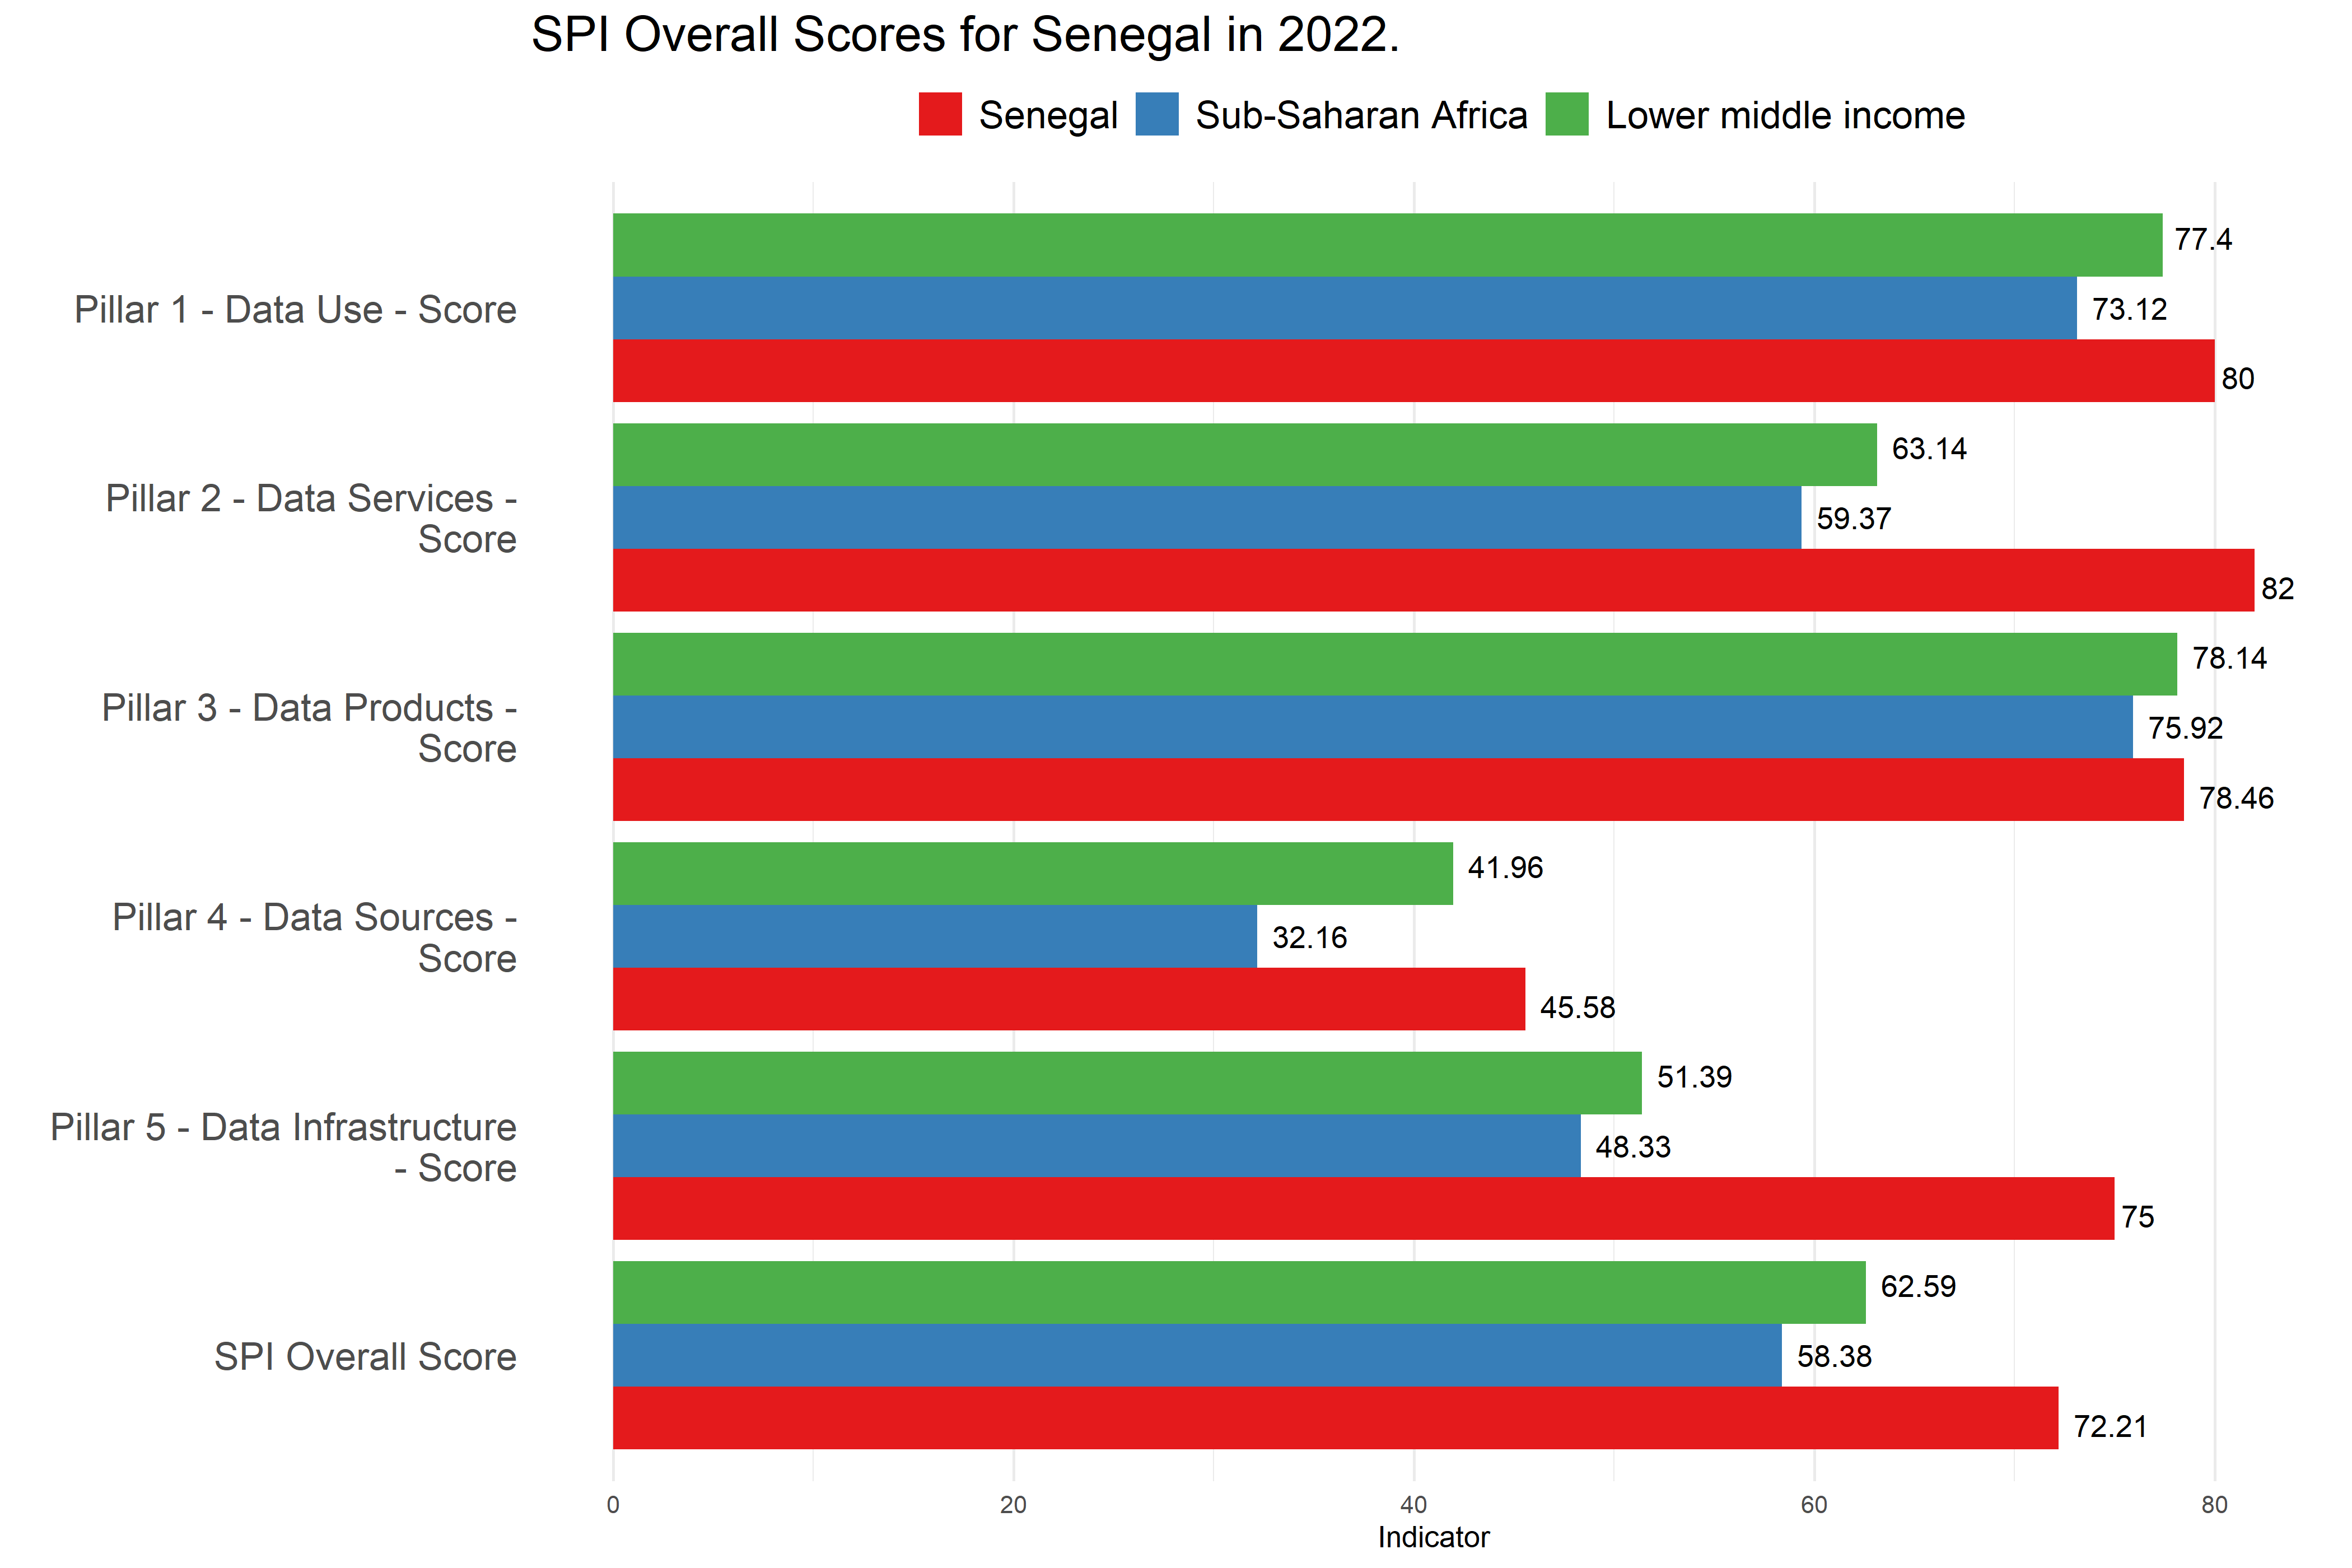 SPI Overall Scores for Senegal in 2022.
Senegal Sub-Saharan Africa Lower middle income
77.4
Pillar 1 - Data Use - Score
73.12
80
63.14
Pillar 2 - Data Services -
Score
59.37
82
78.14
Pillar 3 - Data Products -
Score
75.92
78.46
41.96
Pillar 4 - Data Sources -
Score
32.16
45.58
51.39
Pillar 5 - Data Infrastructure
- Score
48.33
75
62.59
SPI Overall Score
58.38
72.21
0 20 40 60 80
Indicator